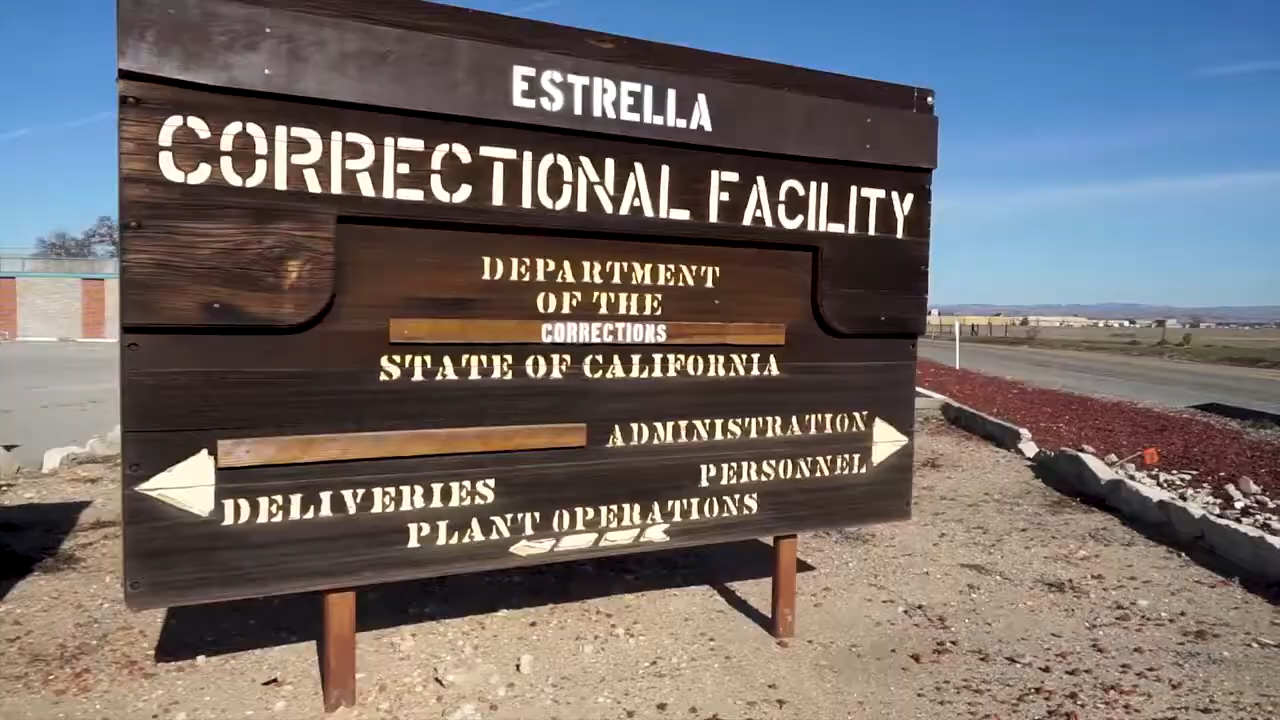 ESTRELLA
CORRECTIONAL FACILITY
DEPARTMENT
OF THE
CORRECTIONS
STATE OF CALIFORNIA
ADMINISTRATION
PERSONNEL
DELIVERIES
PLANT OPERATIONS